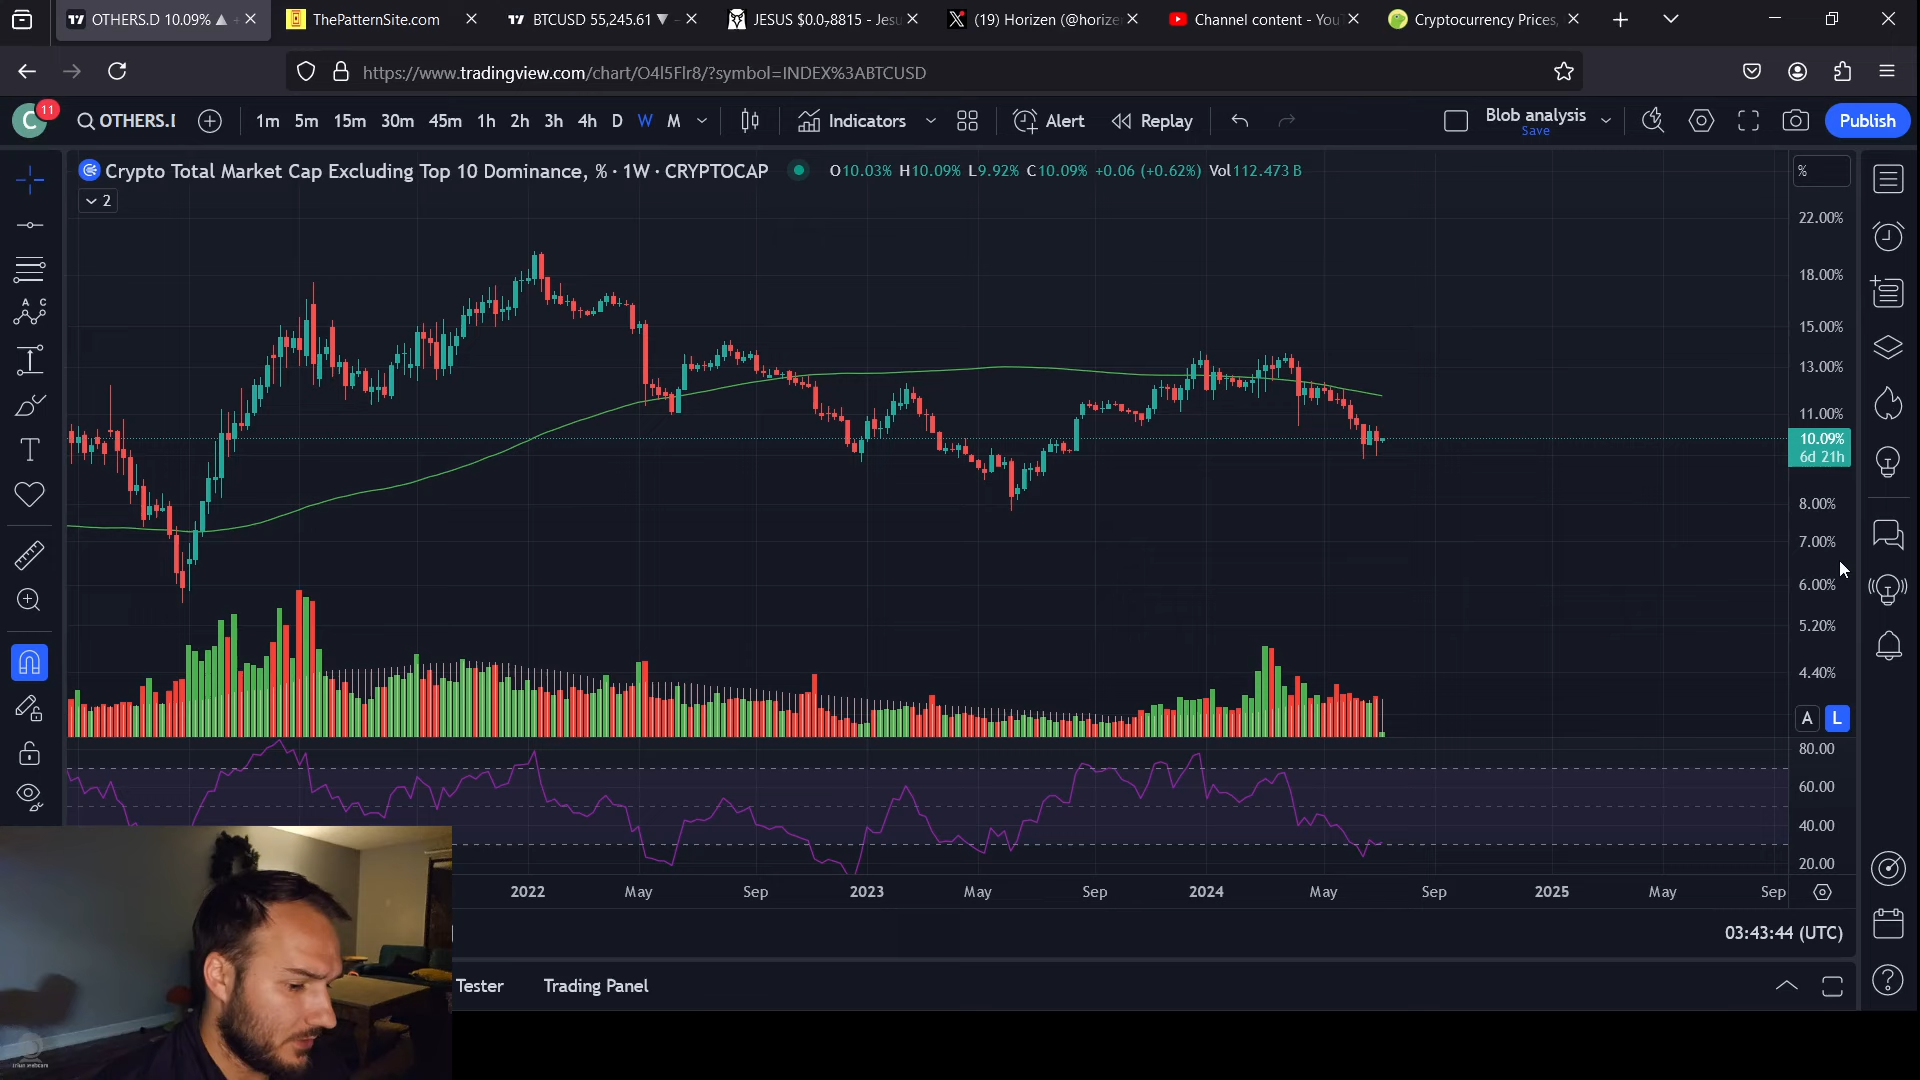 OTHERS.D 10.09% ▲
ThePatternSite.com
BTCUSD 55,245.61 ▼
JESUS $0.0₇8815 - Jesu
(19) Horizen (@horize
Channel content - You
Cryptocurrency Prices,
https://www.tradingview.com/chart/O4l5Flr8/?symbol=INDEX%3ABTCUSD
C
11
OTHERS.I
1m 5m 15m 30m 45m 1h 2h 3h 4h D W M
Indicators
Alert
Replay
Blob analysis
Save
Publish
Crypto Total Market Cap Excluding Top 10 Dominance, % · 1W · CRYPTOCAP
O10.03% H10.09% L9.92% C10.09% +0.06 (+0.62%) Vol112.473 B
2
%
22.00%
18.00%
15.00%
13.00%
11.00%
10.09%
6d 21h
8.00%
7.00%
6.00%
5.20%
4.40%
A L
80.00
60.00
40.00
20.00
2022 May Sep 2023 May Sep 2024 May Sep 2025 May Sep
03:43:44 (UTC)
Tester
Trading Panel